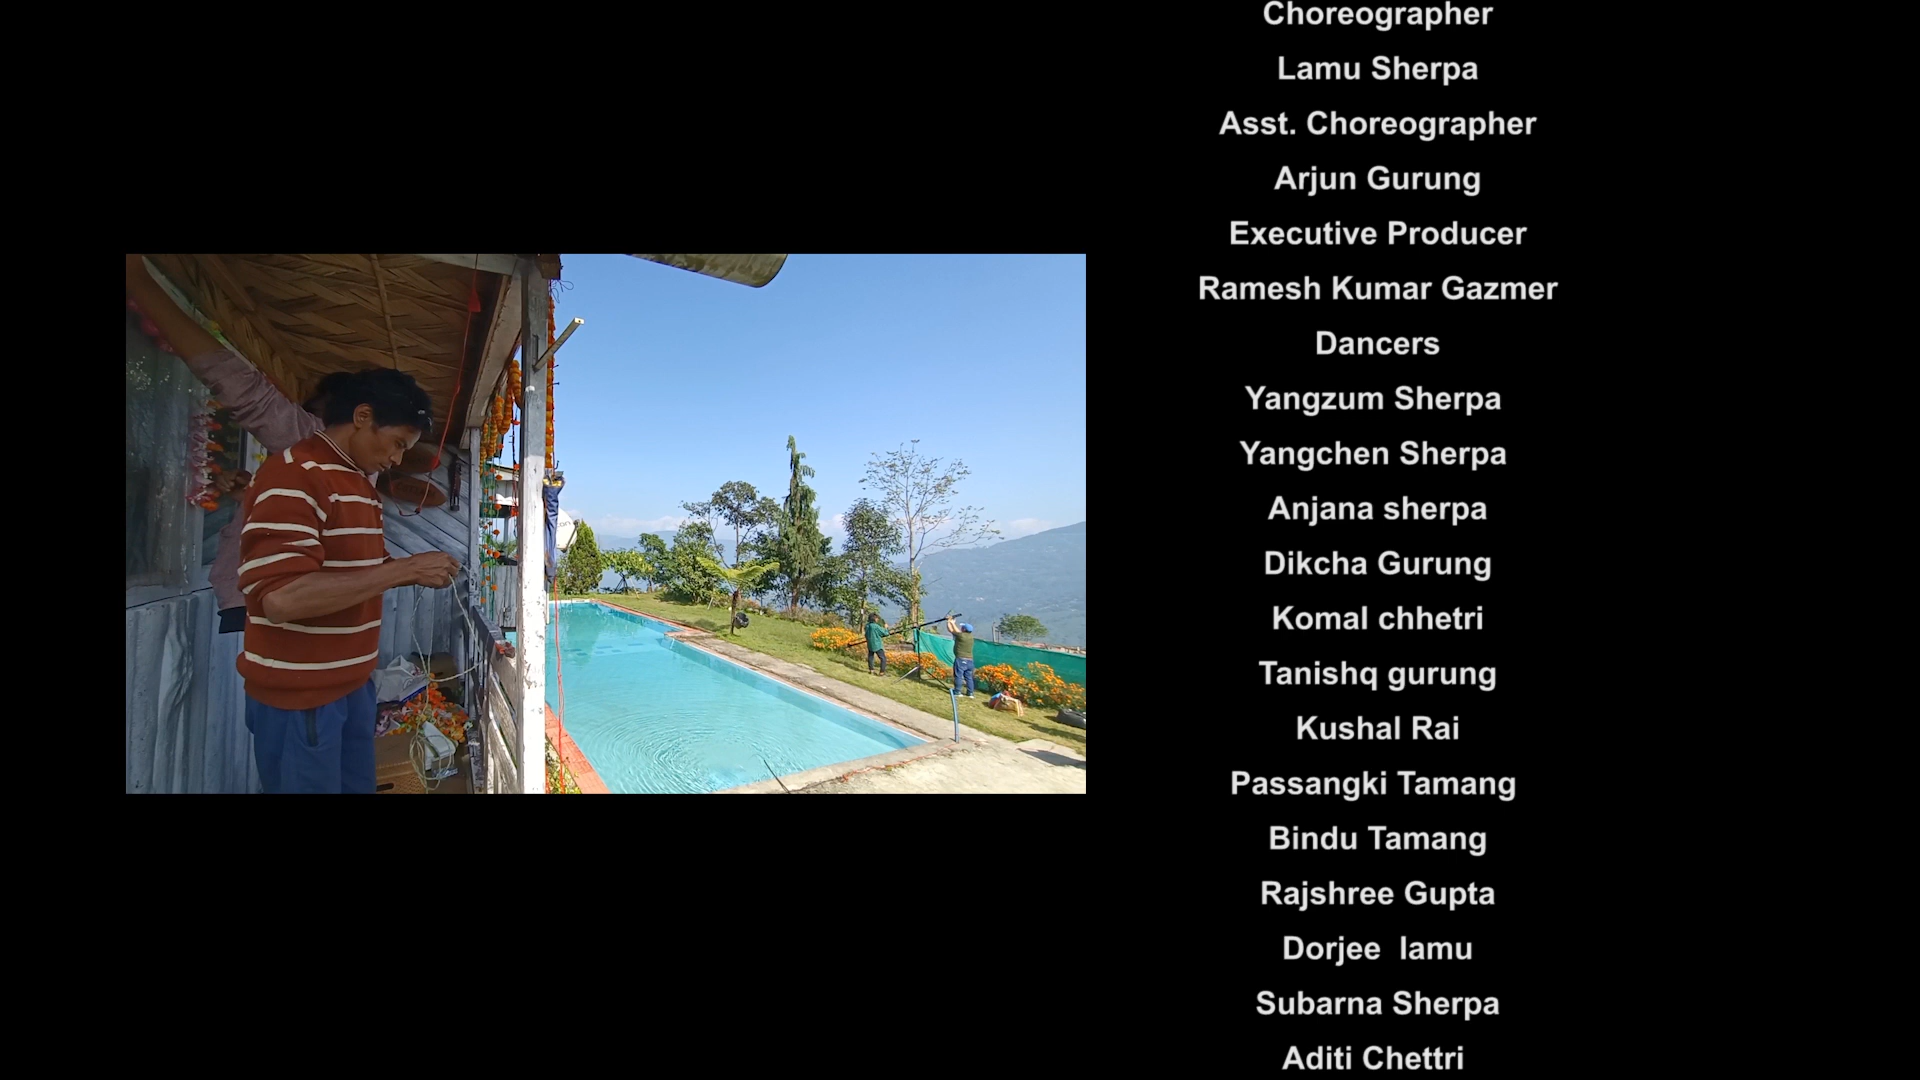 Choreographer
Lamu Sherpa
Asst. Choreographer
Arjun Gurung
Executive Producer
Ramesh Kumar Gazmer
Dancers
Yangzum Sherpa
Yangchen Sherpa
Anjana sherpa
Dikcha Gurung
Komal chhetri
Tanishq gurung
Kushal Rai
Passangki Tamang
Bindu Tamang
Rajshree Gupta
Dorjee  lamu
Subarna Sherpa
Aditi Chettri